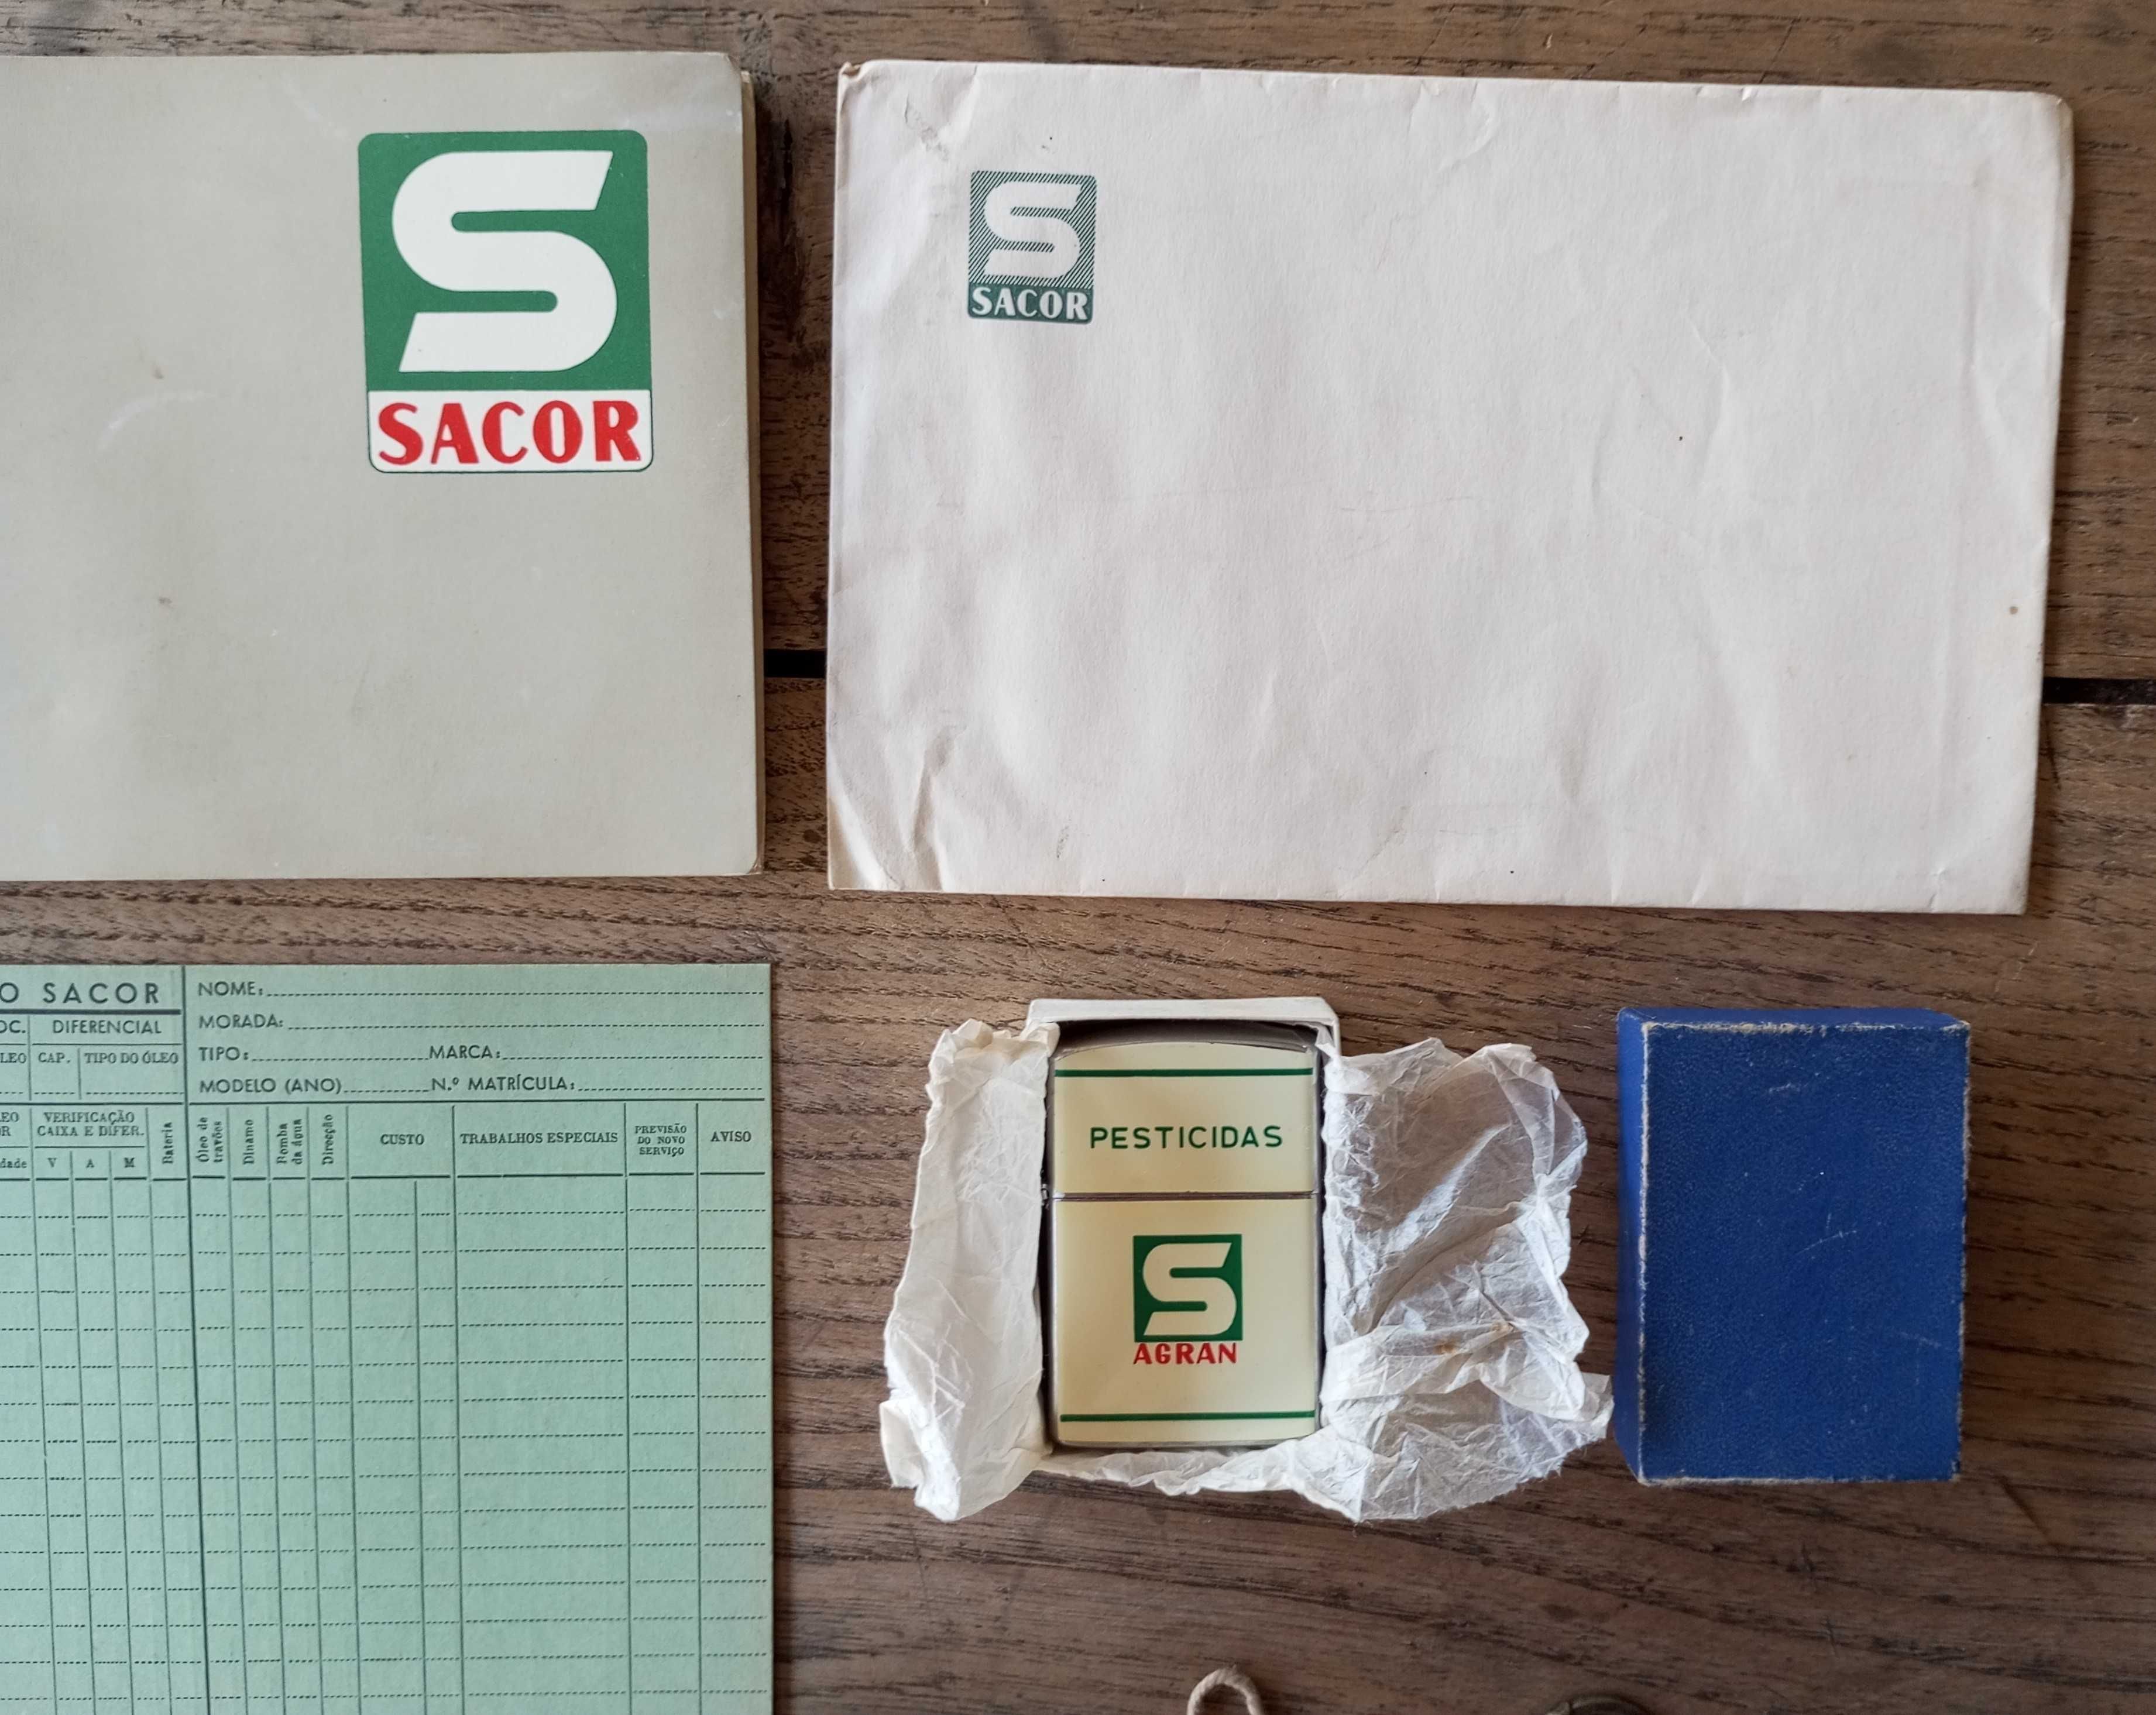 S
SACOR
S
SACOR
O SACOR
OC. DIFERENCIAL
LEO CAP. TIPO DO ÓLEO
EO VERIFICAÇÃO
R CAIXA E DIFER.
dade V A M Bateria
NOME:
MORADA:
TIPO: MARCA:
MODELO (ANO) N.º MATRÍCULA:
Óleo de travões
Dínamo
Bomba da água
Direcção
CUSTO
TRABALHOS ESPECIAIS
PREVISÃO
DO NOVO
SERVIÇO
AVISO
PESTICIDAS
S
AGRAN